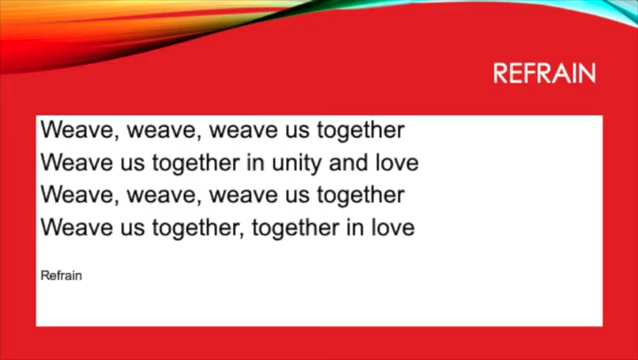 REFRAIN
Weave, weave, weave us together
Weave us together in unity and love
Weave, weave, weave us together
Weave us together, together in love
Refrain